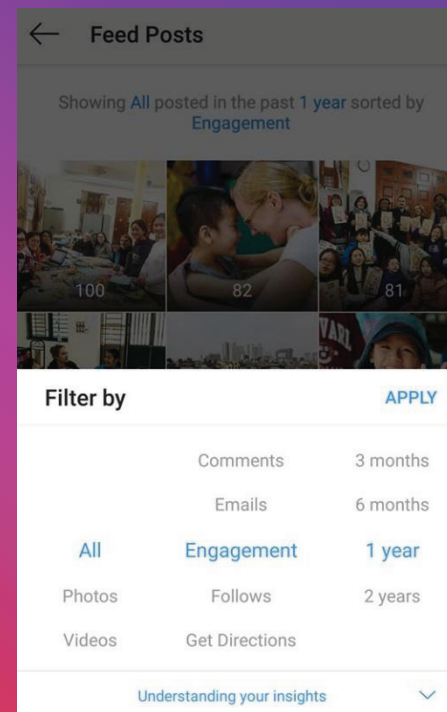 Feed Posts
Showing All posted in the past 1 year sorted by
Engagement
100 82 81
Filter by APPLY
Comments 3 months
Emails 6 months
All Engagement 1 year
Photos Follows 2 years
Videos Get Directions
Understanding your insights